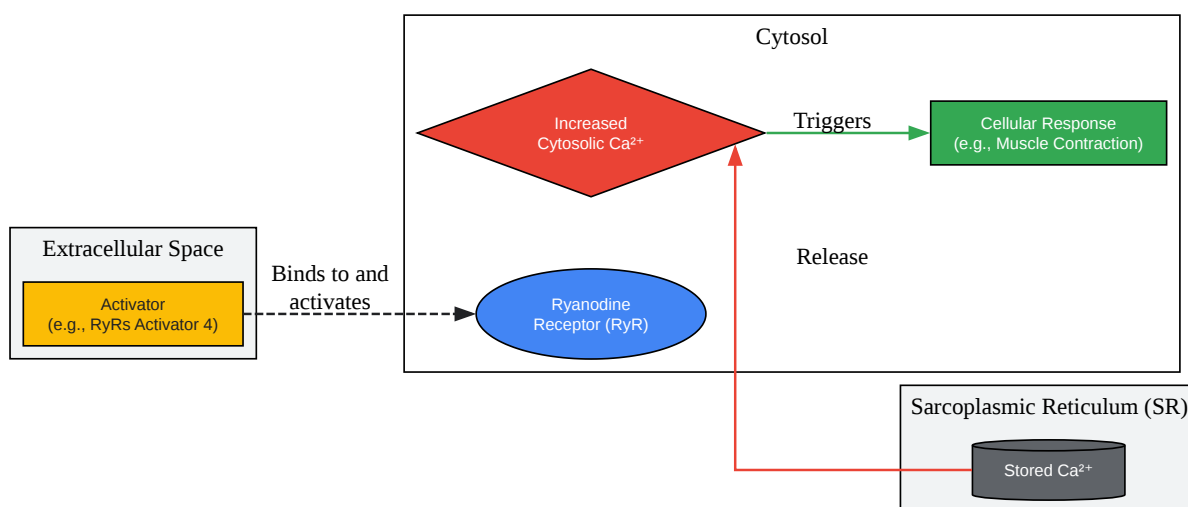 Cytosol
Increased
Cytosolic Ca²⁺
Triggers
Cellular Response
(e.g., Muscle Contraction)
Extracellular Space
Activator
(e.g., RyRs Activator 4)
Binds to and
activates
Ryanodine
Receptor (RyR)
Release
Sarcoplasmic Reticulum (SR)
Stored Ca²⁺